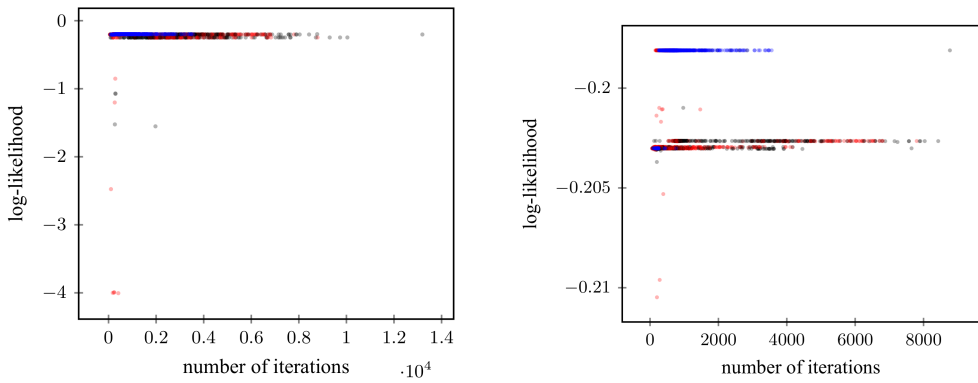 0
−1
−2
−3
−4
log-likelihood
0 0.2 0.4 0.6 0.8 1 1.2 1.4
number of iterations
·10⁴
−0.2
−0.205
−0.21
log-likelihood
0 2000 4000 6000 8000
number of iterations